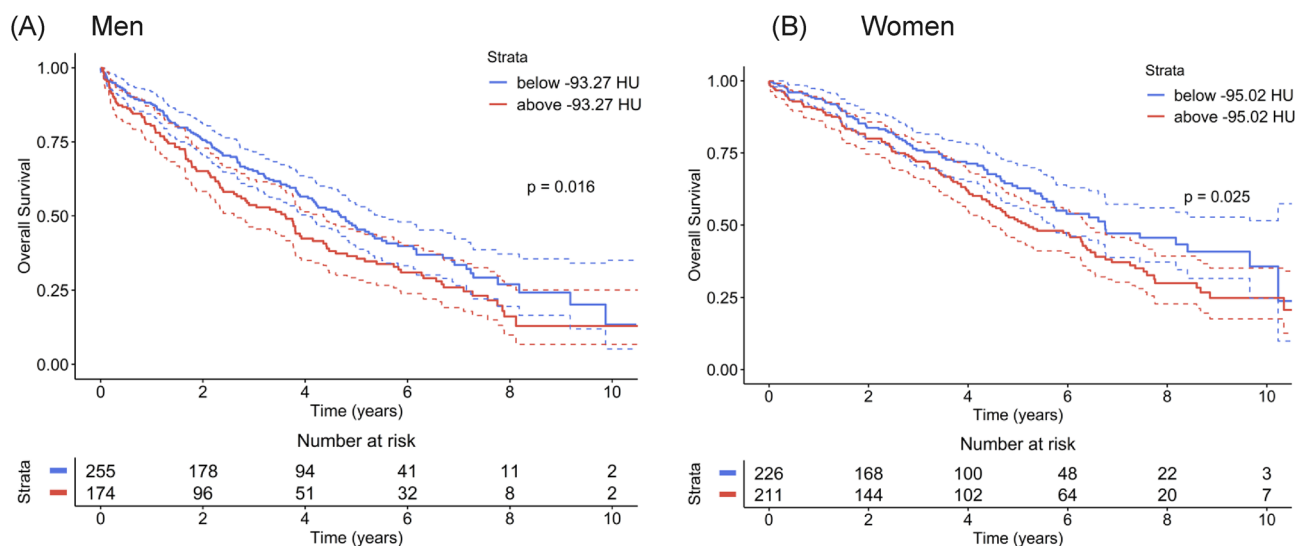 (A) Men
Strata
below -93.27 HU
above -93.27 HU
p = 0.016
Overall Survival
1.00
0.75
0.50
0.25
0.00
0 2 4 6 8 10
Time (years)
Number at risk
Strata
255 178 94 41 11 2
174 96 51 32 8 2
0 2 4 6 8 10
Time (years)
(B) Women
Strata
below -95.02 HU
above -95.02 HU
p = 0.025
Overall Survival
1.00
0.75
0.50
0.25
0.00
0 2 4 6 8 10
Time (years)
Number at risk
Strata
226 168 100 48 22 3
211 144 102 64 20 7
0 2 4 6 8 10
Time (years)